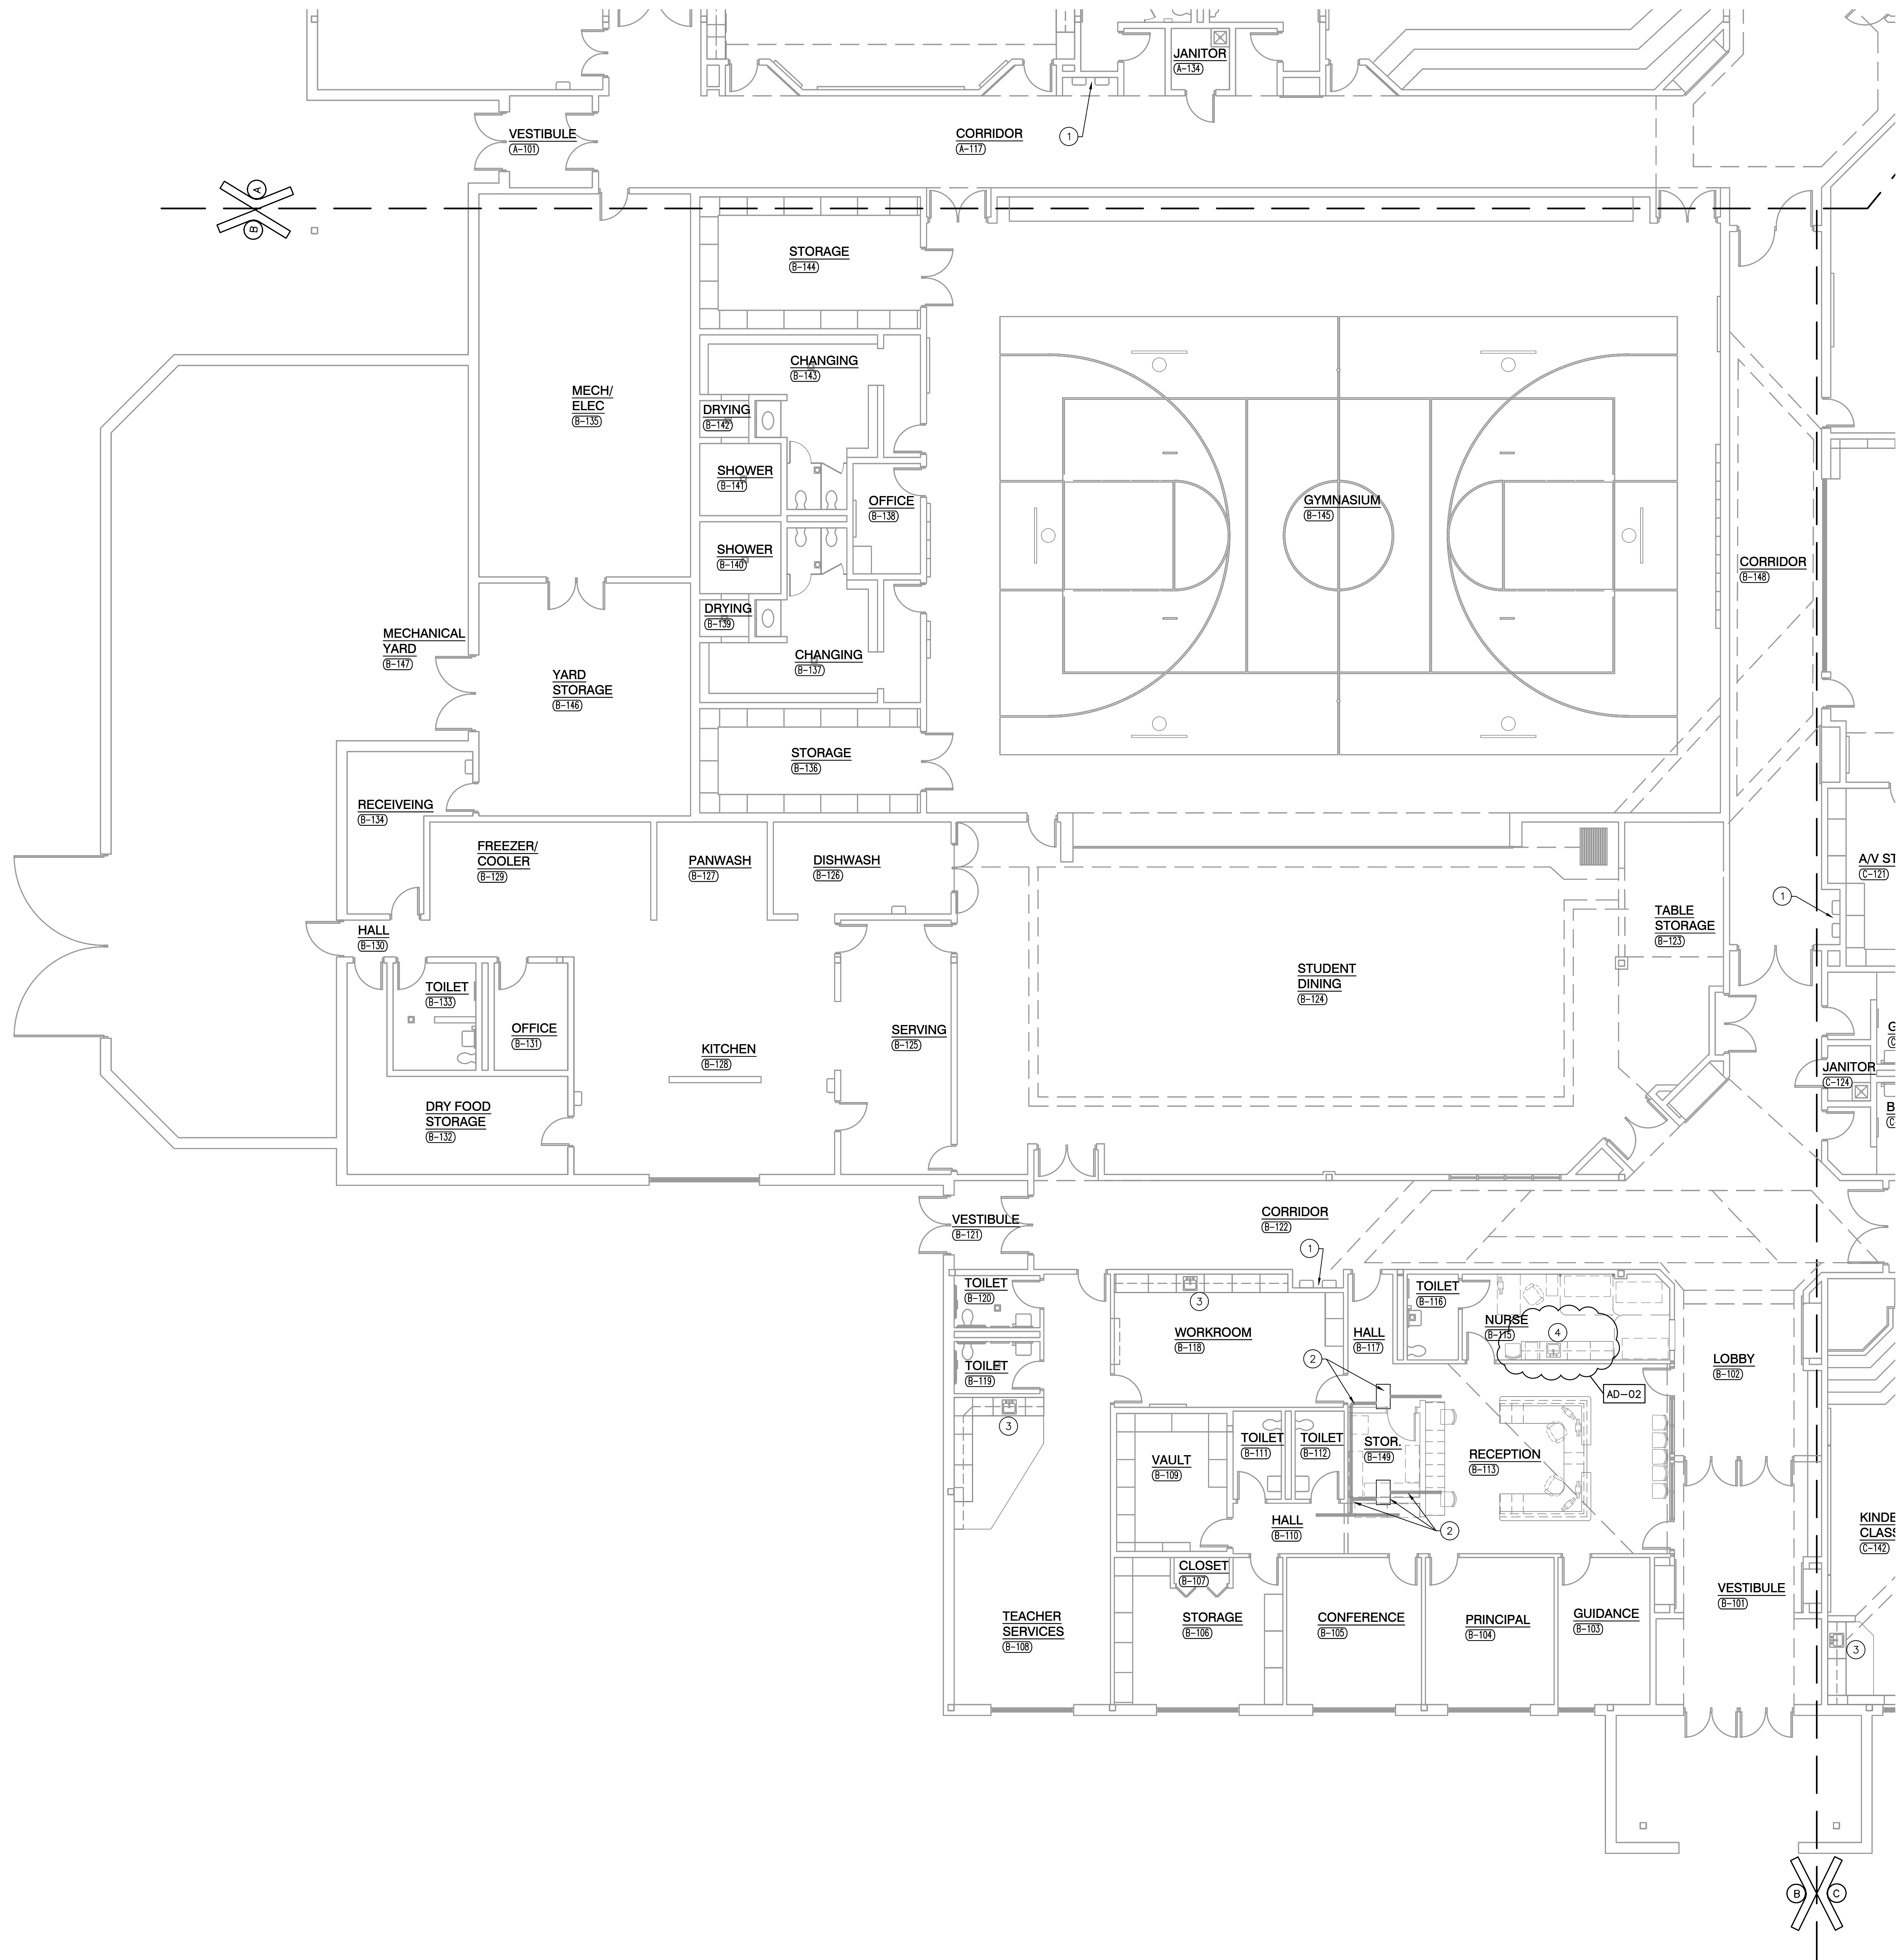 JANITOR
A-134
VESTIBULE
A-101
CORRIDOR
A-117
1
A
B
STORAGE
B-144
CHANGING
B-143
MECH/
ELEC
B-135
DRYING
B-142
SHOWER
B-141
OFFICE
B-138
GYMNASIUM
B-145
SHOWER
B-140
CORRIDOR
B-148
DRYING
B-139
MECHANICAL
YARD
B-147
CHANGING
B-137
YARD
STORAGE
B-146
STORAGE
B-136
RECEIVEING
B-134
FREEZER/
COOLER
B-129
PANWASH
B-127
DISHWASH
B-126
A/V ST
C-121
1
TABLE
STORAGE
B-123
HALL
B-130
STUDENT
DINING
B-124
TOILET
B-133
OFFICE
B-131
SERVING
B-125
G
C
KITCHEN
B-128
JANITOR
C-124
DRY FOOD
STORAGE
B-132
B
C
VESTIBULE
B-121
CORRIDOR
B-122
1
TOILET
B-120
3
TOILET
B-116
NURSE
B-115
4
WORKROOM
B-118
HALL
B-117
TOILET
B-119
2
LOBBY
B-102
AD-02
3
TOILET
B-111
TOILET
B-112
STOR.
B-149
RECEPTION
B-113
VAULT
B-109
HALL
B-110
2
KINDE
CLASS
C-142
CLOSET
B-107
TEACHER
SERVICES
B-108
STORAGE
B-106
CONFERENCE
B-105
PRINCIPAL
B-104
GUIDANCE
B-103
VESTIBULE
B-101
3
B
C